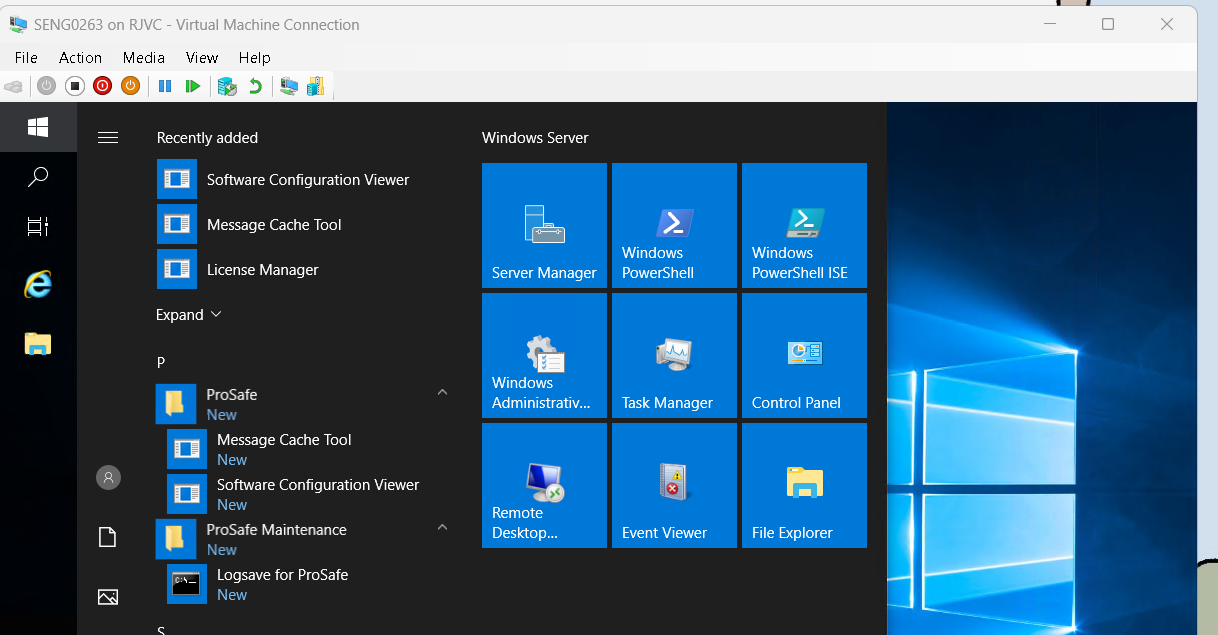 SENG0263 on RJVC - Virtual Machine Connection
File Action Media View Help
Recently added
Software Configuration Viewer
Message Cache Tool
License Manager
Expand
P
ProSafe
New
Message Cache Tool
New
Software Configuration Viewer
New
ProSafe Maintenance
New
Logsave for ProSafe
New
S
Windows Server
Server Manager
Windows
PowerShell
Windows
PowerShell ISE
Windows
Administrativ...
Task Manager
Control Panel
Remote
Desktop...
Event Viewer
File Explorer